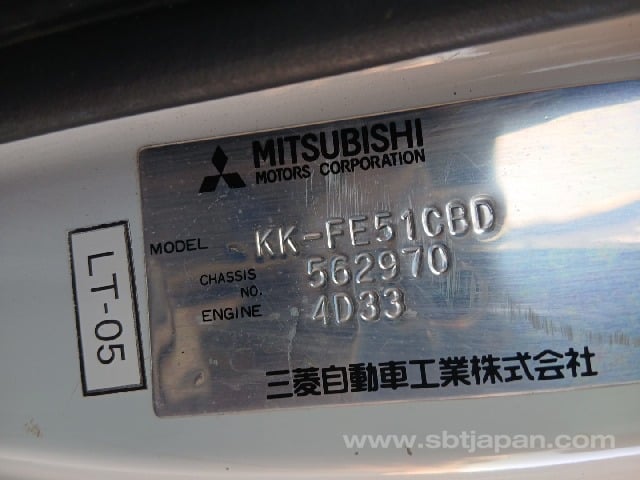 MITSUBISHI
MOTORS CORPORATION
MODEL KK-FE51CBD
CHASSIS NO. 562970
ENGINE 4D33
三菱自動車工業株式会社
LT-05
www.sbtjapan.com